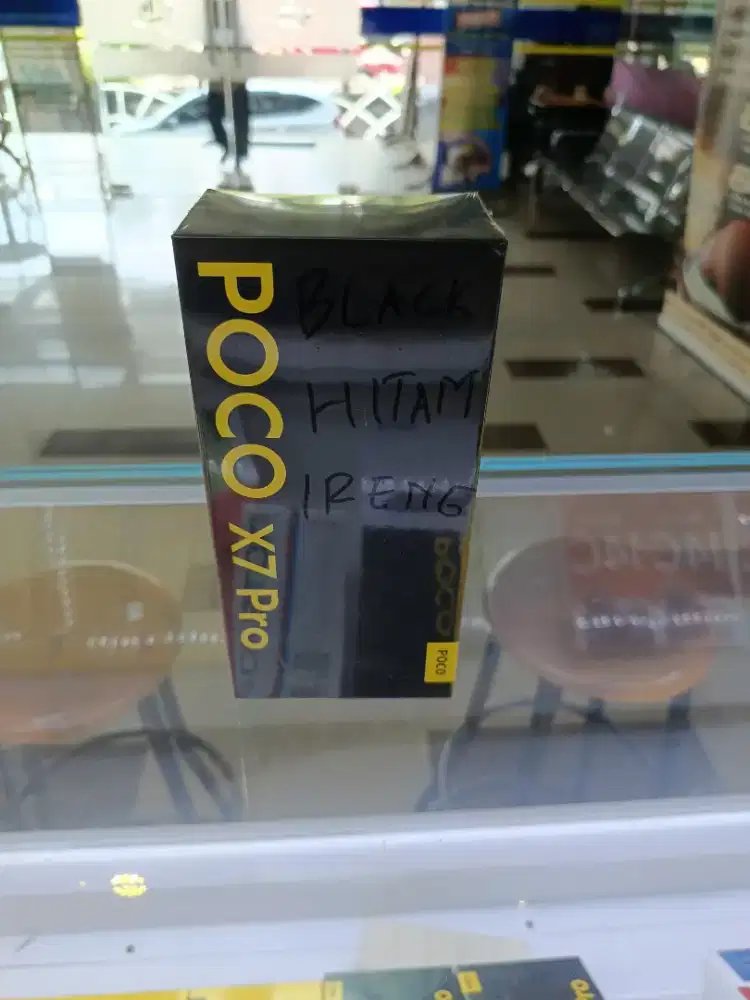 POCO X7 Pro
BLACK
HITAM
IRENG
POCO